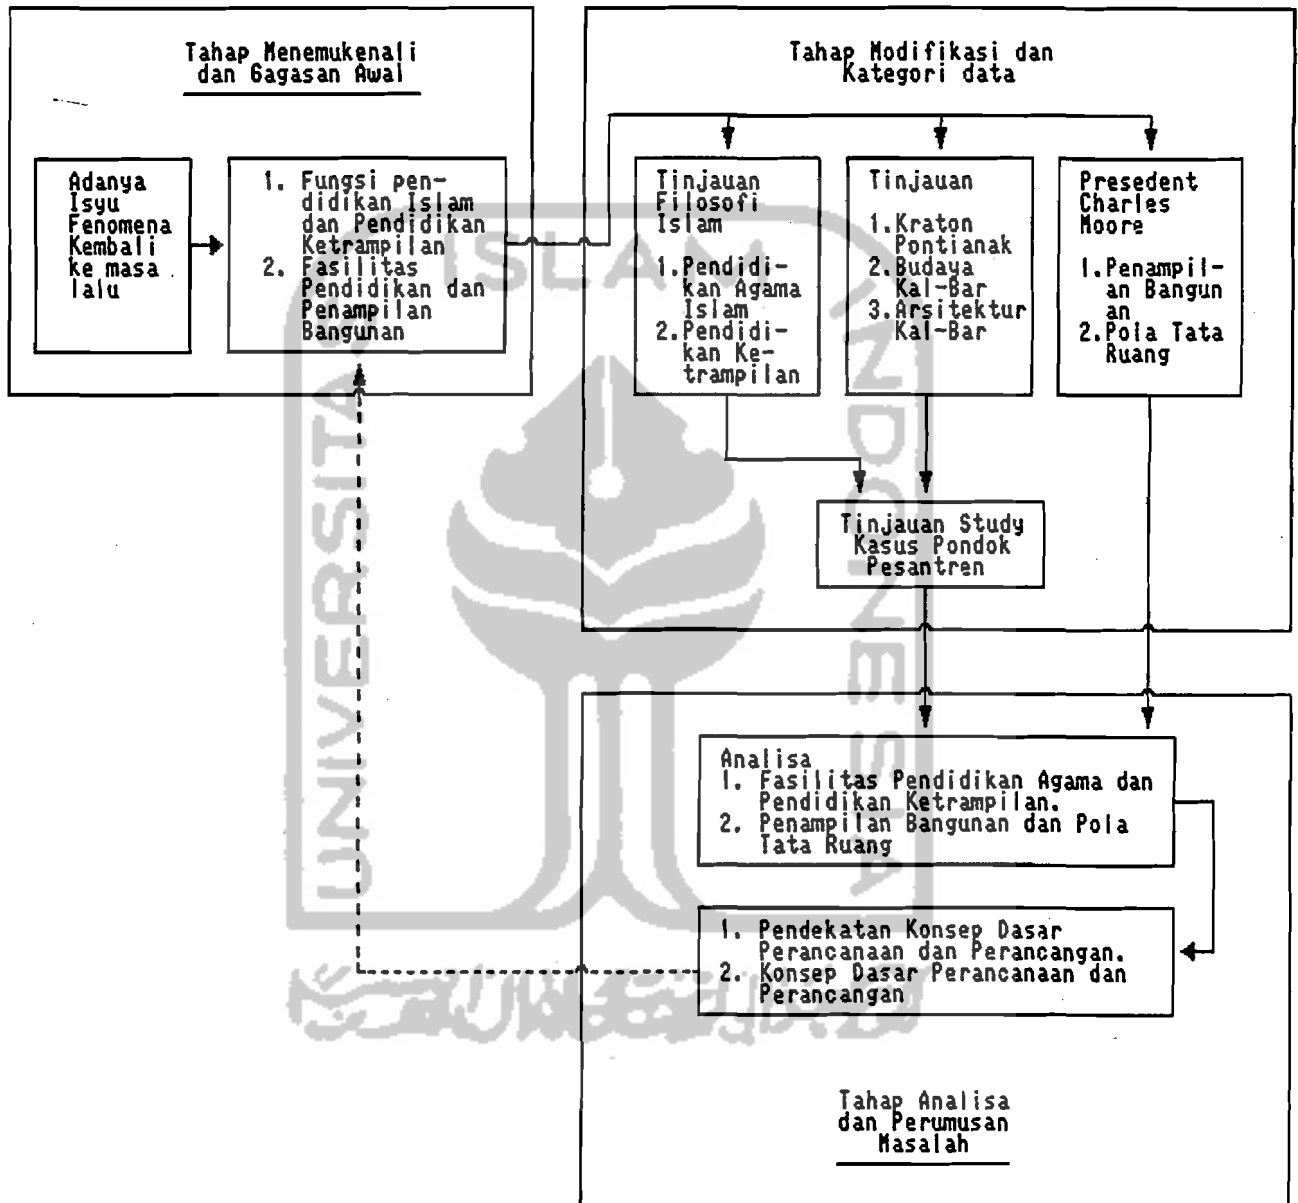 Tahap Menemukenali
dan Gagasan Awal
Adanya
Isyu
Fenomena
Kembali
ke masa
lalu
1. Fungsi pen-
didikan Islam
dan Pendidikan
Ketrampilan
2. Fasilitas
Pendidikan dan
Penampilan
Bangunan
Tahap Modifikasi dan
Kategori data
Tinjauan
Filosofi
Islam
1.Pendidi-
kan Agama
Islam
2.Pendidi-
kan Ke-
trampilan
Tinjauan
1.Kraton
Pontianak
2.Budaya
Kal-Bar
3.Arsitektur
Kal-Bar
Presedent
Charles
Moore
1.Penampil-
an Bangun
an
2.Pola Tata
Ruang
Tinjauan Study
Kasus Pondok
Pesantren
Analisa
1. Fasilitas Pendidikan Agama dan
Pendidikan Ketrampilan.
2. Penampilan Bangunan dan Pola
Tata Ruang
1. Pendekatan Konsep Dasar
Perancanaan dan Perancangan.
2. Konsep Dasar Perancanaan dan
Perancangan
Tahap Analisa
dan Perumusan
Masalah
UNIVERSITAS
ISLAM
INDONESIA